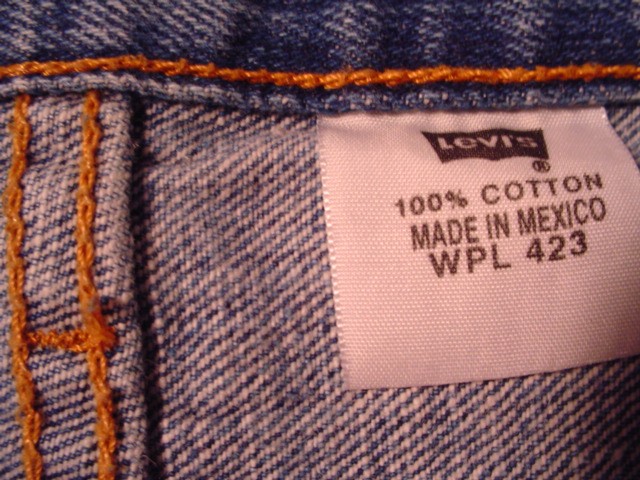 LEVI'S ®
100% COTTON
MADE IN MEXICO
WPL 423